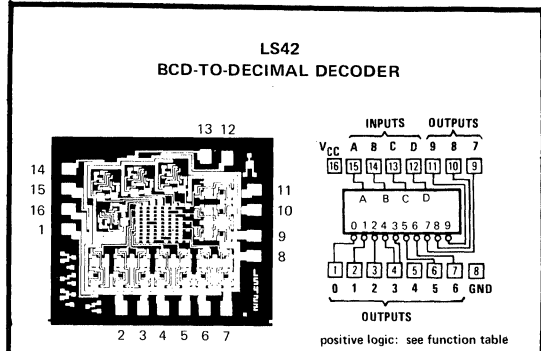 LS42
BCD-TO-DECIMAL DECODER
13 12
14
15
16
1
11
10
9
8
2 3 4 5 6 7
INPUTS OUTPUTS
VCC A B C D 9 8 7
16 15 14 13 12 11 10 9
A B C D
0 1 2 4 3 5 6 7 8 9
1 2 3 4 5 6 7 8
0 1 2 3 4 5 6 GND
OUTPUTS
positive logic: see function table